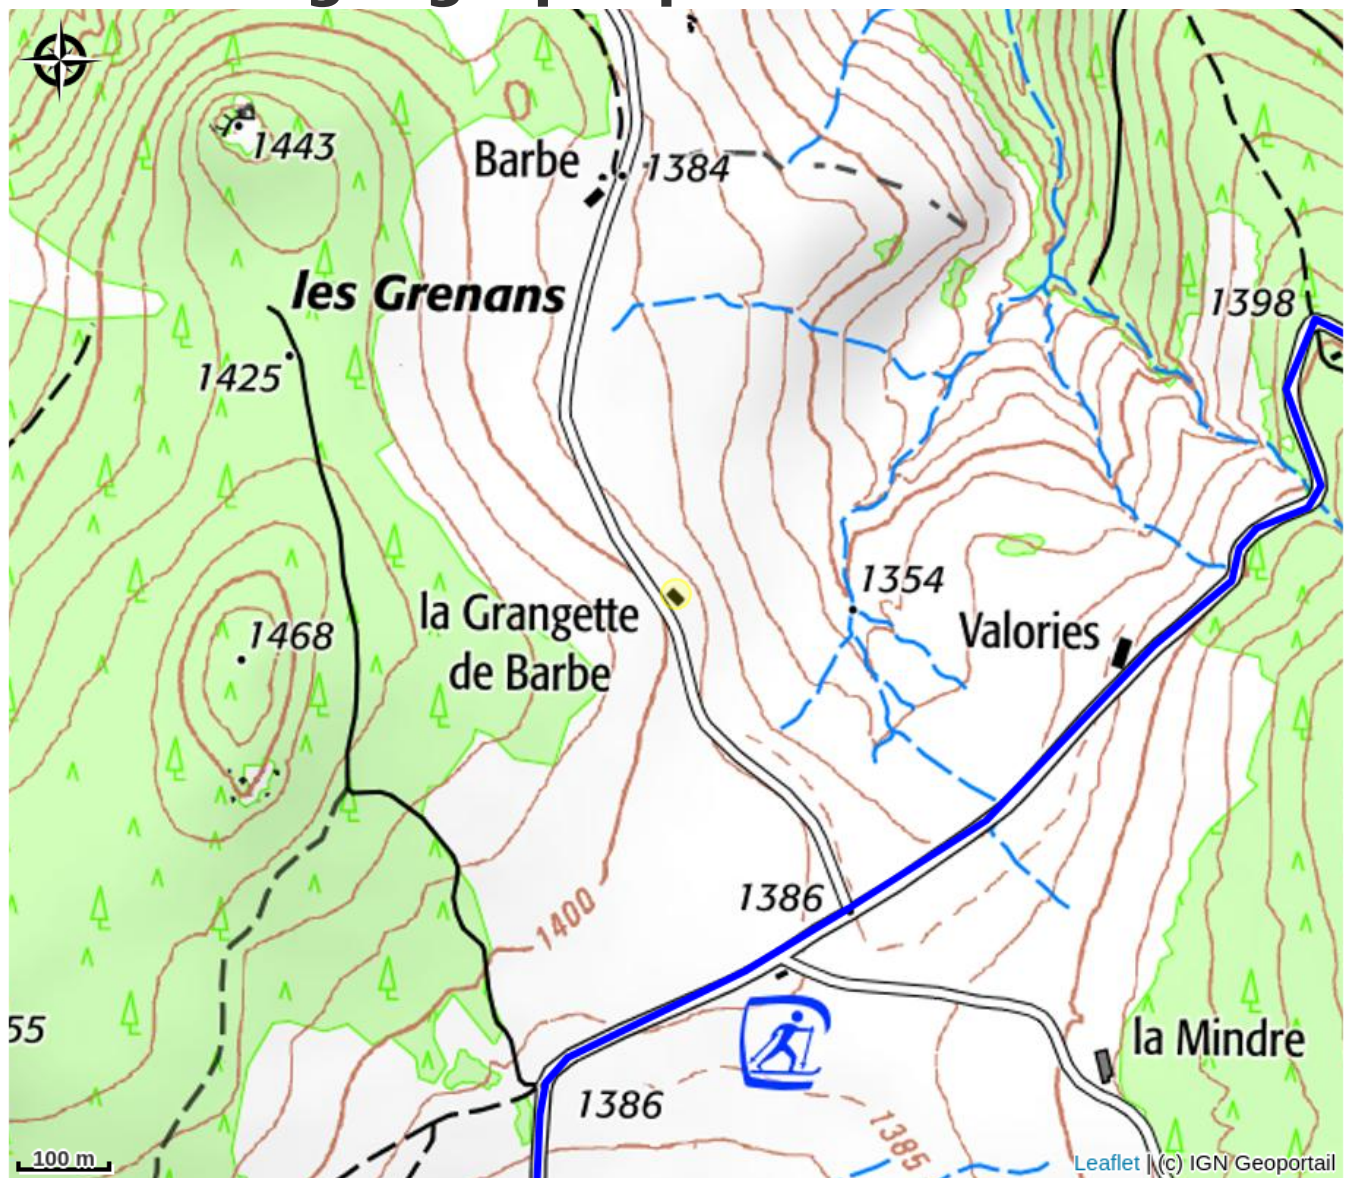 1443
Barbe
1384
les Grenans
1398
1425
1354
la Grangette
de Barbe
Valories
1468
1386
1400
55
la Mindre
1386
1385
100 m
Leaflet | (c) IGN Geoportail